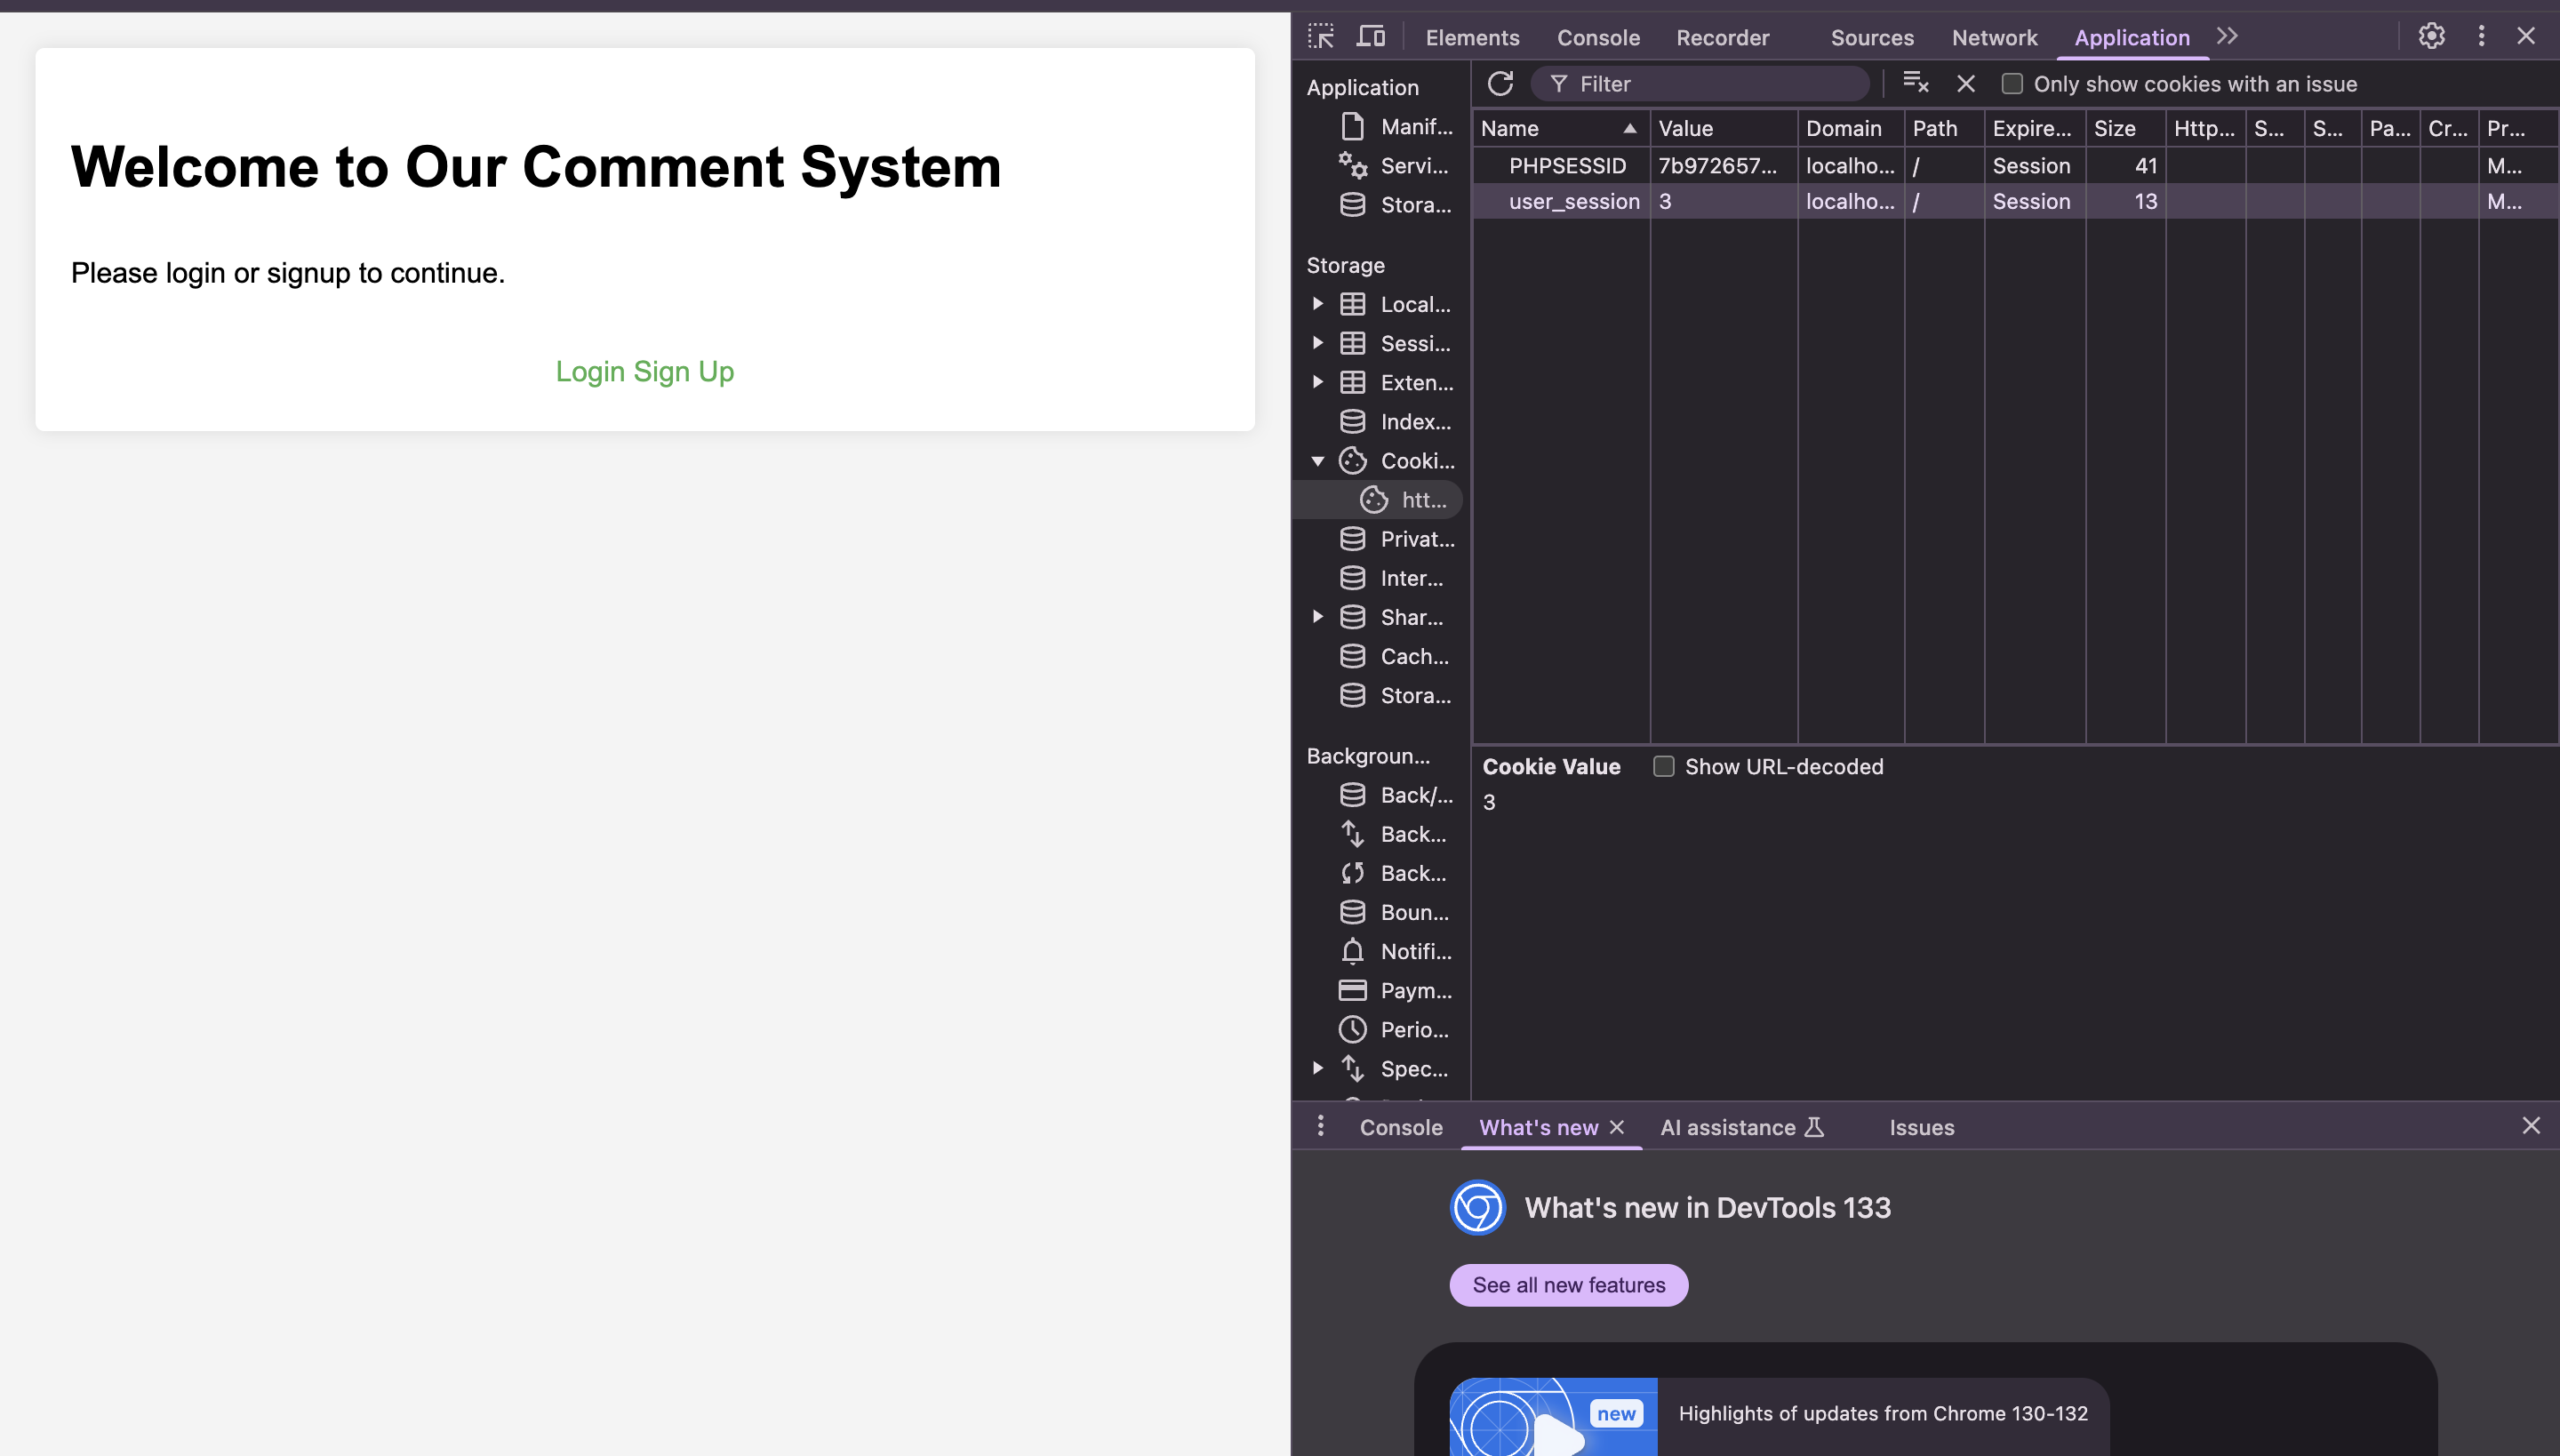 Welcome to Our Comment System
Please login or signup to continue.
Login Sign Up
Elements Console Recorder Sources Network Application
Application
Manif...
Servi...
Stora...
Storage
Local...
Sessi...
Exten...
Index...
Cooki...
htt...
Privat...
Inter...
Shar...
Cach...
Stora...
Backgroun...
Back/...
Back...
Back...
Boun...
Notifi...
Paym...
Perio...
Spec...
Filter Only show cookies with an issue
Name Value Domain Path Expire... Size Http... S... S... Pa... Cr... Pr...
PHPSESSID 7b972657... localho... / Session 41 M...
user_session 3 localho... / Session 13 M...
Cookie Value Show URL-decoded
3
Console What's new AI assistance Issues
What's new in DevTools 133
See all new features
new
Highlights of updates from Chrome 130-132